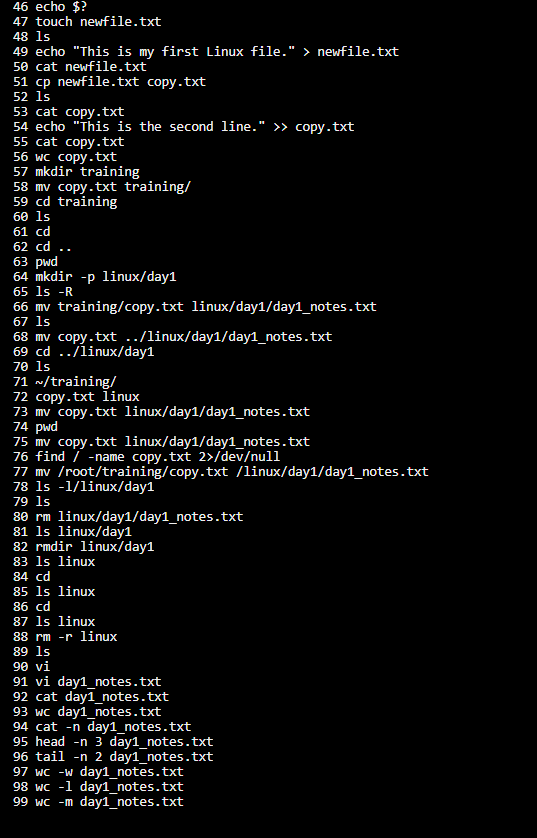 46 echo $?
47 touch newfile.txt
48 ls
49 echo "This is my first Linux file." > newfile.txt
50 cat newfile.txt
51 cp newfile.txt copy.txt
52 ls
53 cat copy.txt
54 echo "This is the second line." >> copy.txt
55 cat copy.txt
56 wc copy.txt
57 mkdir training
58 mv copy.txt training/
59 cd training
60 ls
61 cd
62 cd ..
63 pwd
64 mkdir -p linux/day1
65 ls -R
66 mv training/copy.txt linux/day1/day1_notes.txt
67 ls
68 mv copy.txt ../linux/day1/day1_notes.txt
69 cd ../linux/day1
70 ls
71 ~/training/
72 copy.txt linux
73 mv copy.txt linux/day1/day1_notes.txt
74 pwd
75 mv copy.txt linux/day1/day1_notes.txt
76 find / -name copy.txt 2>/dev/null
77 mv /root/training/copy.txt /linux/day1/day1_notes.txt
78 ls -l/linux/day1
79 ls
80 rm linux/day1/day1_notes.txt
81 ls linux/day1
82 rmdir linux/day1
83 ls linux
84 cd
85 ls linux
86 cd
87 ls linux
88 rm -r linux
89 ls
90 vi
91 vi day1_notes.txt
92 cat day1_notes.txt
93 wc day1_notes.txt
94 cat -n day1_notes.txt
95 head -n 3 day1_notes.txt
96 tail -n 2 day1_notes.txt
97 wc -w day1_notes.txt
98 wc -l day1_notes.txt
99 wc -m day1_notes.txt